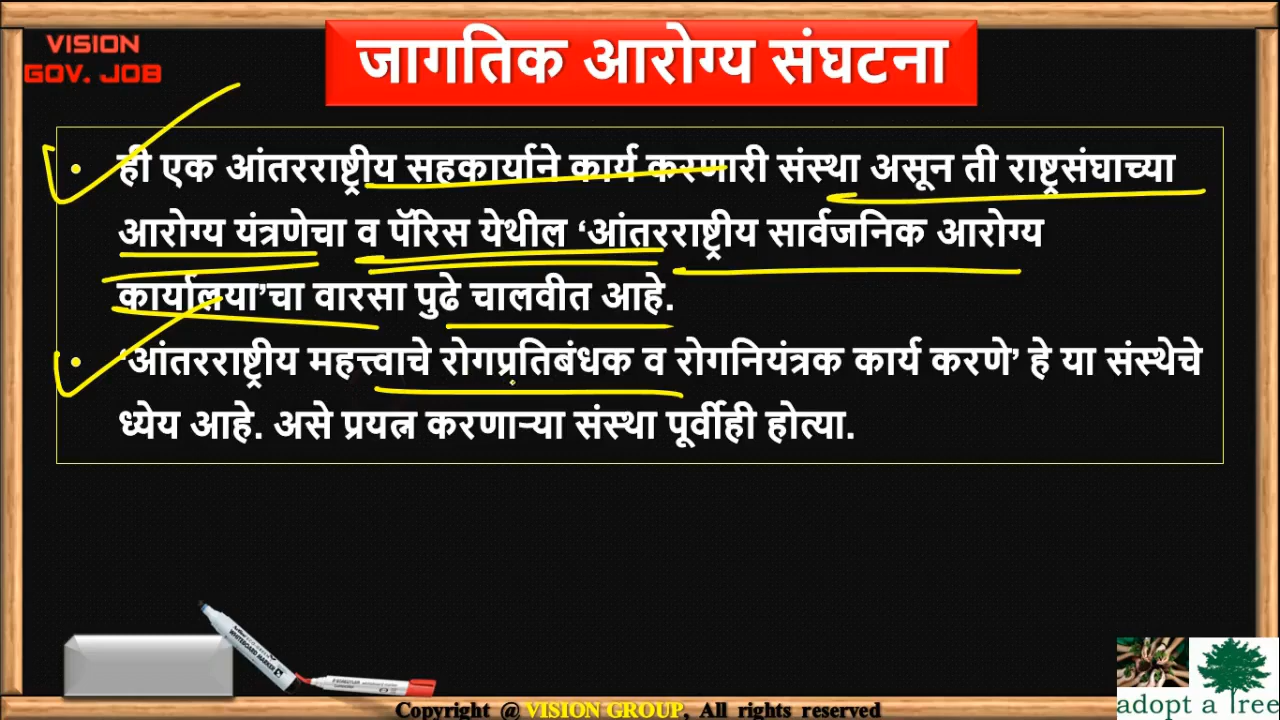 VISION
GOV. JOB
जागतिक आरोग्य संघटना
• ही एक आंतरराष्ट्रीय सहकार्याने कार्य करणारी संस्था असून ती राष्ट्रसंघाच्या
आरोग्य यंत्रणेचा व पॅरिस येथील ‘आंतरराष्ट्रीय सार्वजनिक आरोग्य
कार्यालया’चा वारसा पुढे चालवीत आहे.
• ‘आंतरराष्ट्रीय महत्त्वाचे रोगप्रतिबंधक व रोगनियंत्रक कार्य करणे’ हे या संस्थेचे
ध्येय आहे. असे प्रयत्न करणाऱ्या संस्था पूर्वीही होत्या.
WHITEBOARD MARKER
adopt a Tree
Copyright @ VISION GROUP, All rights reserved